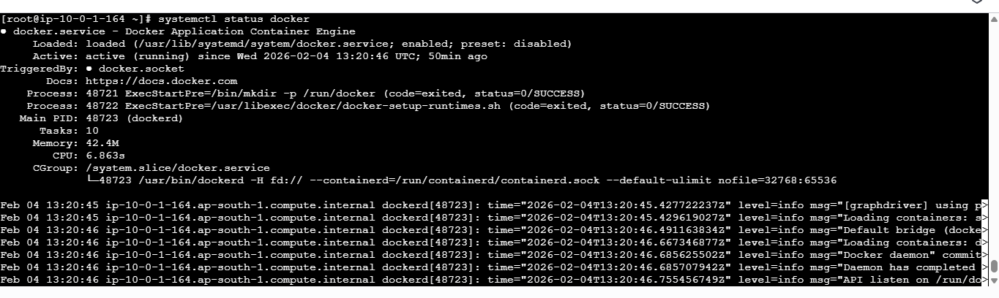 [root@ip-10-0-1-164 ~]# systemctl status docker
● docker.service - Docker Application Container Engine
     Loaded: loaded (/usr/lib/systemd/system/docker.service; enabled; preset: disabled)
     Active: active (running) since Wed 2026-02-04 13:20:46 UTC; 50min ago
TriggeredBy: ● docker.socket
       Docs: https://docs.docker.com
    Process: 48721 ExecStartPre=/bin/mkdir -p /run/docker (code=exited, status=0/SUCCESS)
    Process: 48722 ExecStartPre=/usr/libexec/docker/docker-setup-runtimes.sh (code=exited, status=0/SUCCESS)
   Main PID: 48723 (dockerd)
      Tasks: 10
     Memory: 42.4M
        CPU: 6.863s
     CGroup: /system.slice/docker.service
             └─48723 /usr/bin/dockerd -H fd:// --containerd=/run/containerd/containerd.sock --default-ulimit nofile=32768:65536

Feb 04 13:20:45 ip-10-0-1-164.ap-south-1.compute.internal dockerd[48723]: time="2026-02-04T13:20:45.427722237Z" level=info msg="[graphdriver] using p>
Feb 04 13:20:45 ip-10-0-1-164.ap-south-1.compute.internal dockerd[48723]: time="2026-02-04T13:20:45.429619027Z" level=info msg="Loading containers: s>
Feb 04 13:20:46 ip-10-0-1-164.ap-south-1.compute.internal dockerd[48723]: time="2026-02-04T13:20:46.491163834Z" level=info msg="Default bridge (docke>
Feb 04 13:20:46 ip-10-0-1-164.ap-south-1.compute.internal dockerd[48723]: time="2026-02-04T13:20:46.667346877Z" level=info msg="Loading containers: d>
Feb 04 13:20:46 ip-10-0-1-164.ap-south-1.compute.internal dockerd[48723]: time="2026-02-04T13:20:46.685625502Z" level=info msg="Docker daemon" commit>
Feb 04 13:20:46 ip-10-0-1-164.ap-south-1.compute.internal dockerd[48723]: time="2026-02-04T13:20:46.685707942Z" level=info msg="Daemon has completed >
Feb 04 13:20:46 ip-10-0-1-164.ap-south-1.compute.internal dockerd[48723]: time="2026-02-04T13:20:46.755456749Z" level=info msg="API listen on /run/do>